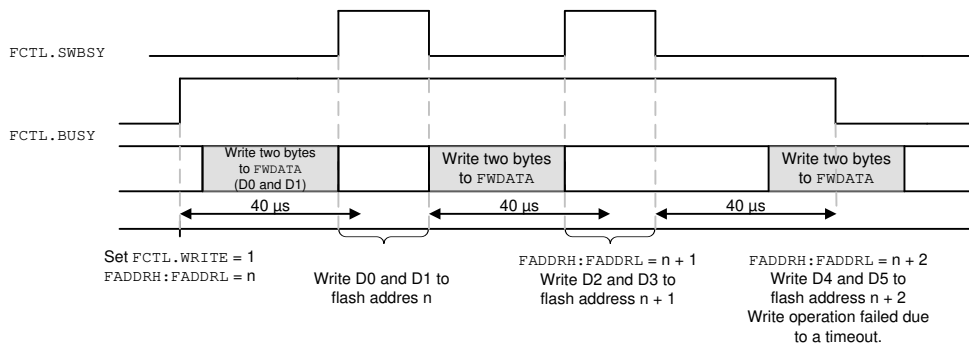 FCTL.SWBSY
FCTL.BUSY
Write two bytes
to FWDATA
(D0 and D1)
Write two bytes
to FWDATA
Write two bytes
to FWDATA
40 µs
40 µs
40 µs
Set FCTL.WRITE = 1
FADDRH:FADDRL = n
Write D0 and D1 to
flash addres n
FADDRH:FADDRL = n + 1
Write D2 and D3 to
flash address n + 1
FADDRH:FADDRL = n + 2
Write D4 and D5 to
flash address n + 2
Write operation failed due
to a timeout.